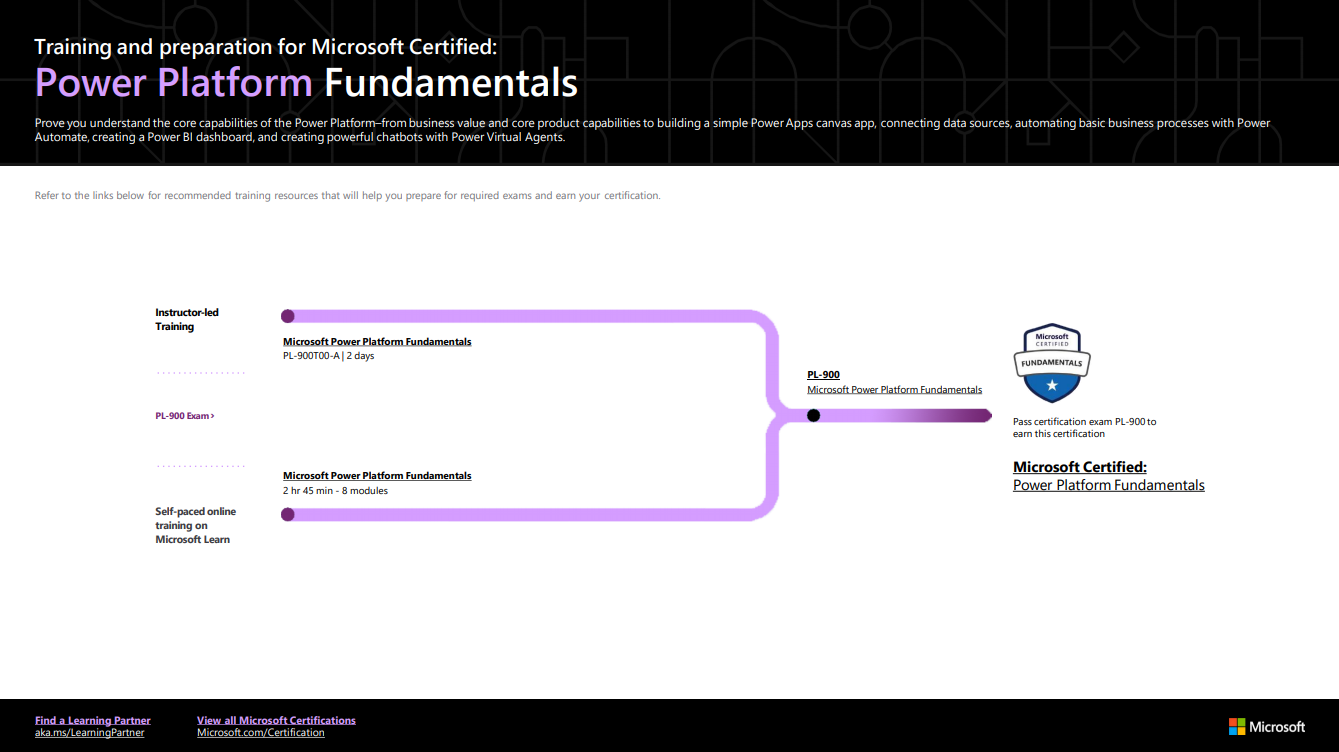 Training and preparation for Microsoft Certified:
Power Platform Fundamentals
Prove you understand the core capabilities of the Power Platform–from business value and core product capabilities to building a simple Power Apps canvas app, connecting data sources, automating basic business processes with Power
Automate, creating a Power BI dashboard, and creating powerful chatbots with Power Virtual Agents.
Refer to the links below for recommended training resources that will help you prepare for required exams and earn your certification.
Instructor-led
Training
Microsoft Power Platform Fundamentals
PL-900T00-A | 2 days
PL-900 Exam >
Microsoft Power Platform Fundamentals
2 hr 45 min - 8 modules
Self-paced online
training on
Microsoft Learn
PL-900
Microsoft Power Platform Fundamentals
Microsoft
CERTIFIED
FUNDAMENTALS
Pass certification exam PL-900 to
earn this certification
Microsoft Certified:
Power Platform Fundamentals
Find a Learning Partner
aka.ms/LearningPartner
View all Microsoft Certifications
Microsoft.com/Certification
Microsoft